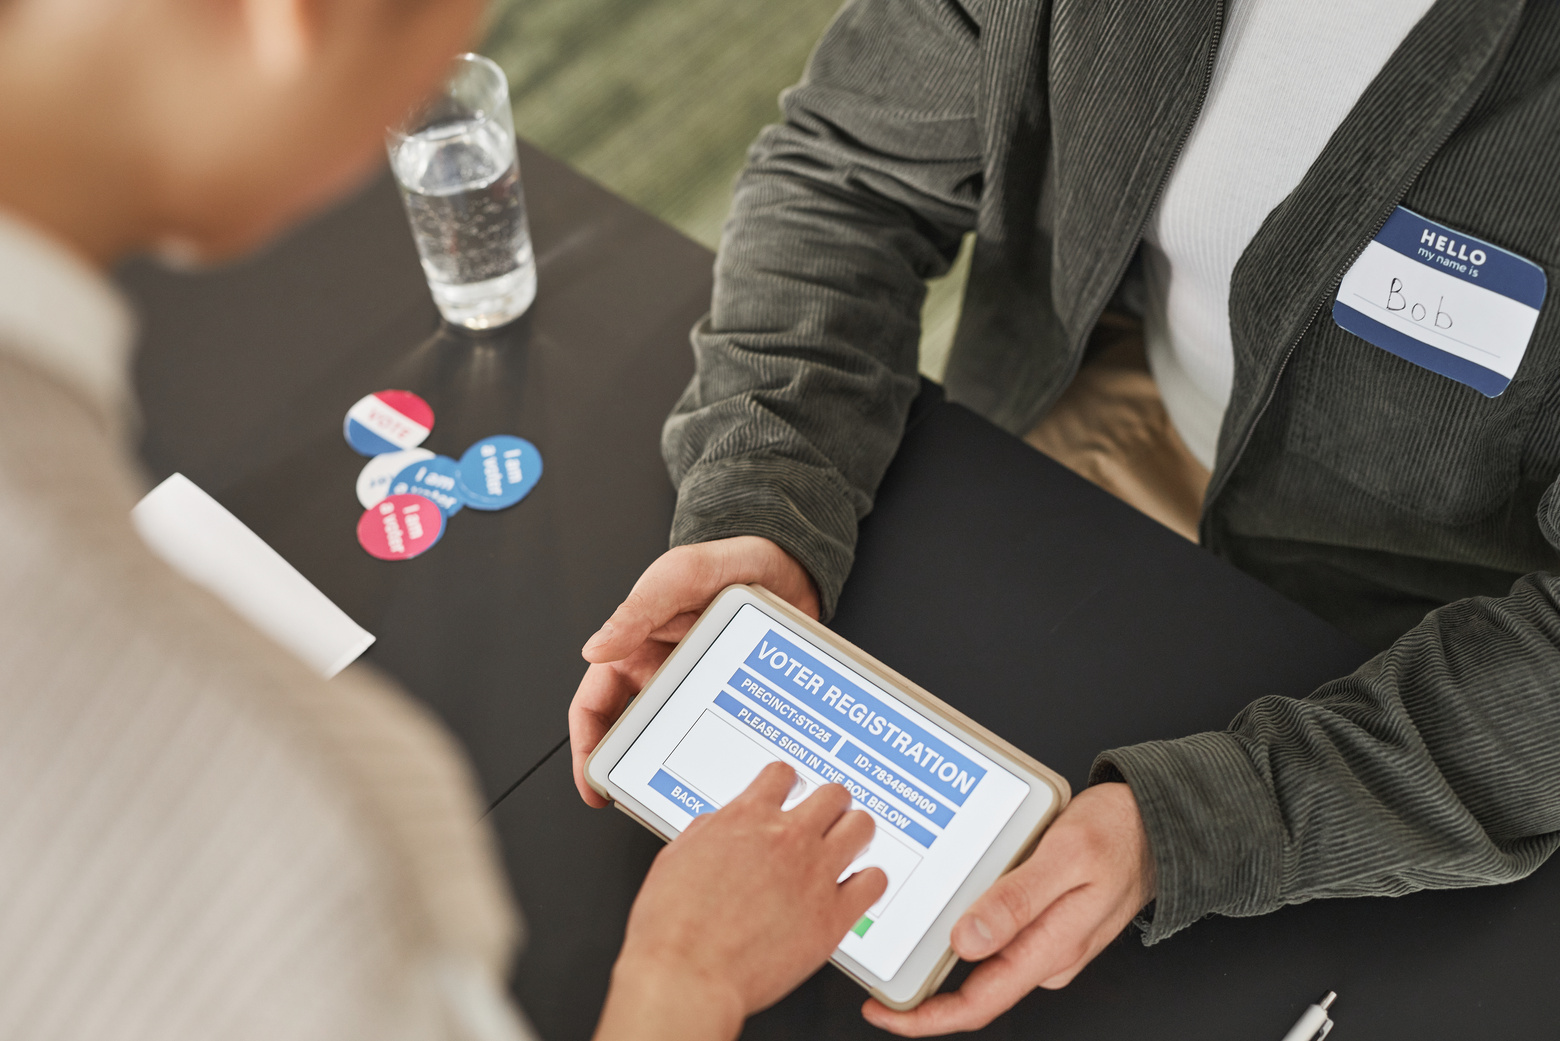 HELLO
my name is
Bob
VOTE
I am
a voter
I am
a voter
I am
a voter
VOTER REGISTRATION
PRECINCT:STC25
ID: 7834569100
PLEASE SIGN IN THE BOX BELOW
BACK